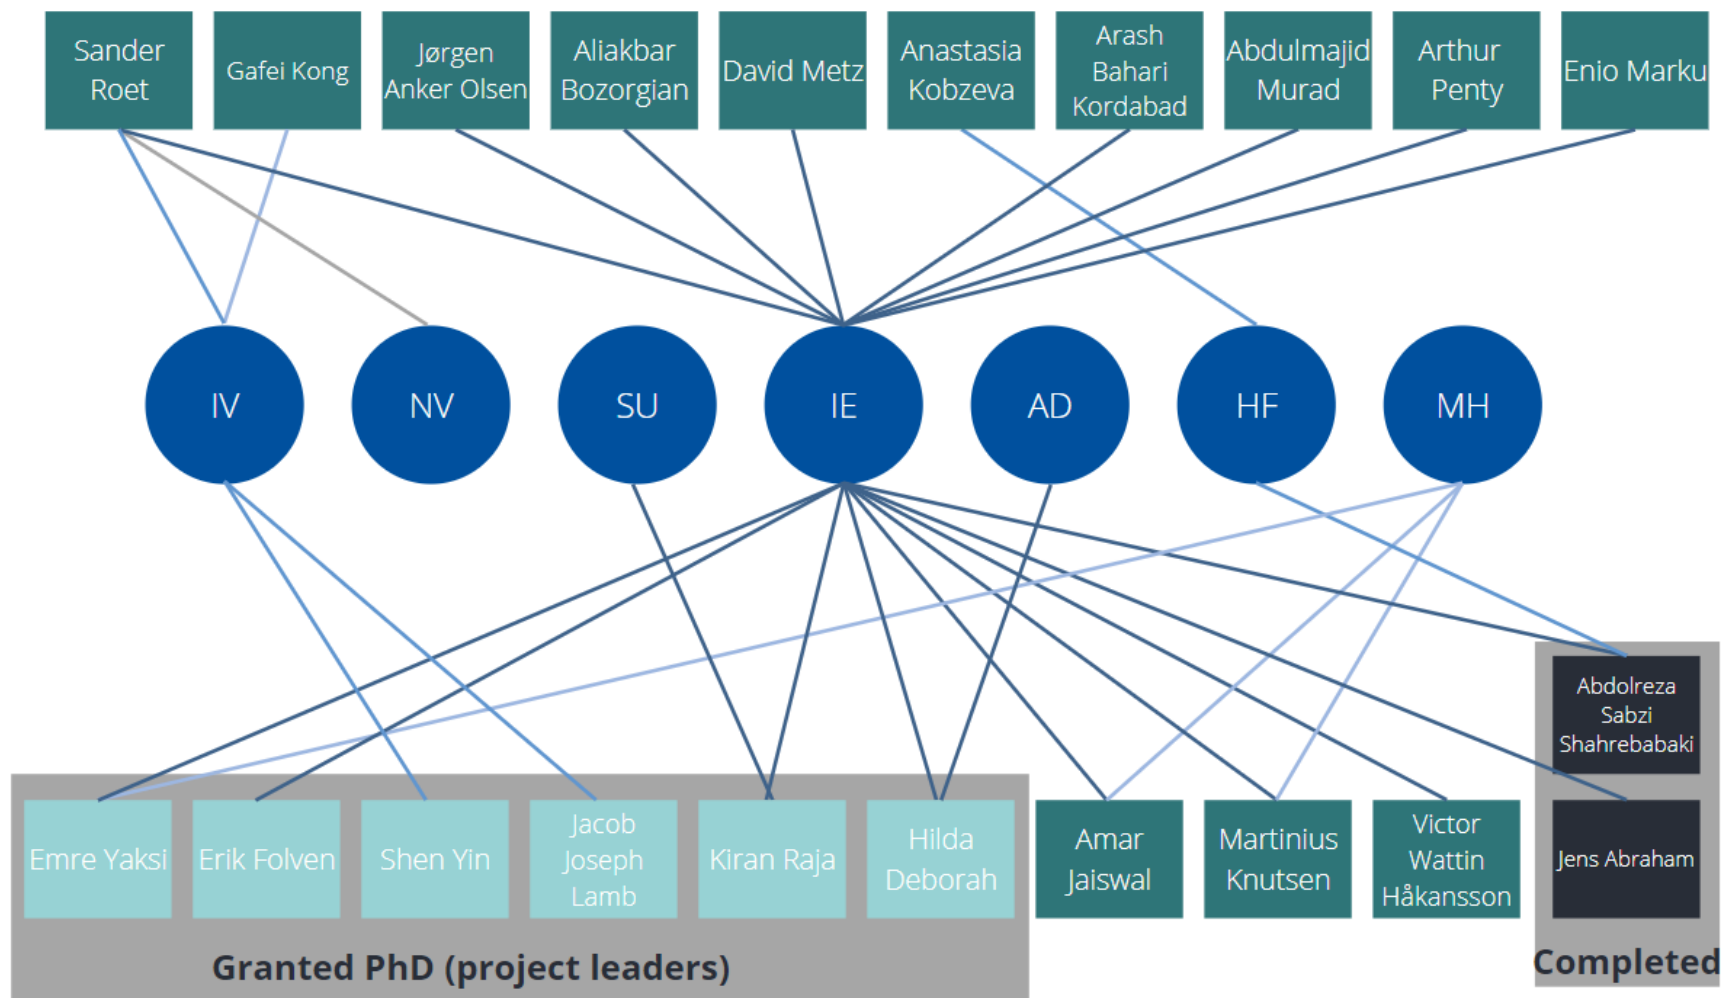 Sander
Roet
Gafei Kong
Jørgen
Anker Olsen
Aliakbar
Bozorgian
David Metz
Anastasia
Kobzeva
Arash
Bahari
Kordabad
Abdulmajid
Murad
Arthur
Penty
Enio Marku
IV
NV
SU
IE
AD
HF
MH
Abdolreza
Sabzi
Shahrebabaki
Emre Yaksi
Erik Folven
Shen Yin
Jacob
Joseph
Lamb
Kiran Raja
Hilda
Deborah
Amar
Jaiswal
Martinius
Knutsen
Victor
Wattin
Håkansson
Jens Abraham
Granted PhD (project leaders)
Completed